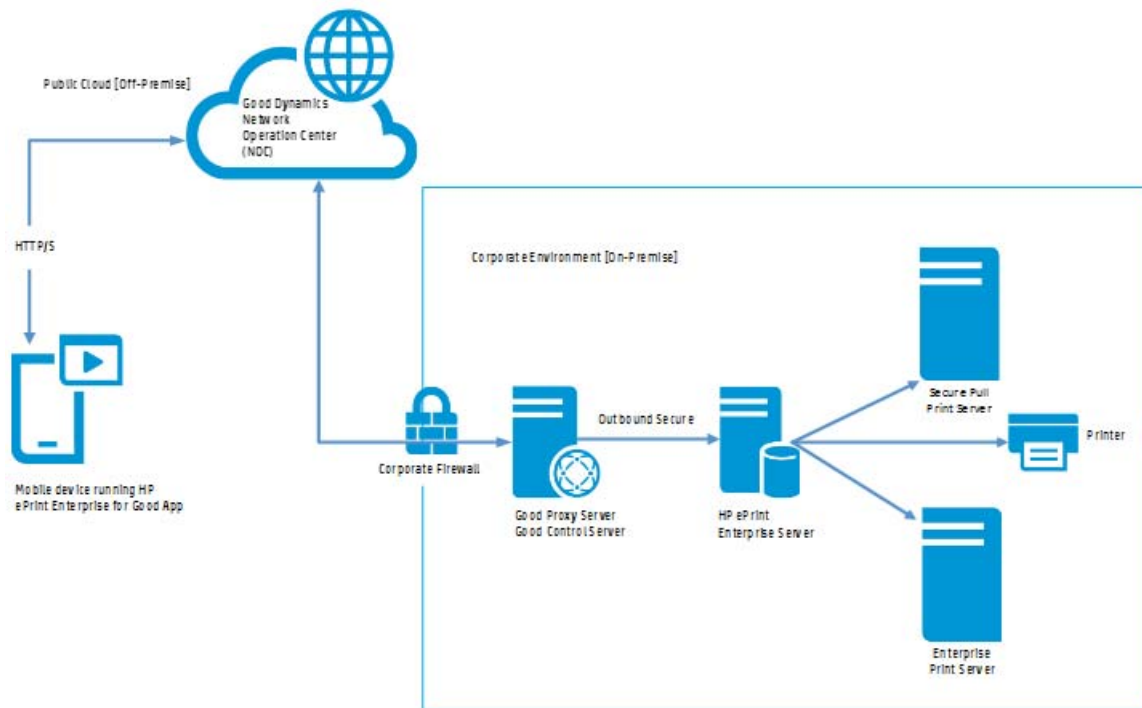 Public Cloud [Off-Premise]
Good Dynamics
Network
Operation Center
(NOC)
HTTP/S
Corporate Environment [On-Premise]
Secure Pull
Print Server
Outbound Secure
Printer
Corporate Firewall
Mobile device running HP
ePrint Enterprise for Good App
Good Proxy Server
Good Control Server
HP ePrint
Enterprise Server
Enterprise
Print Server